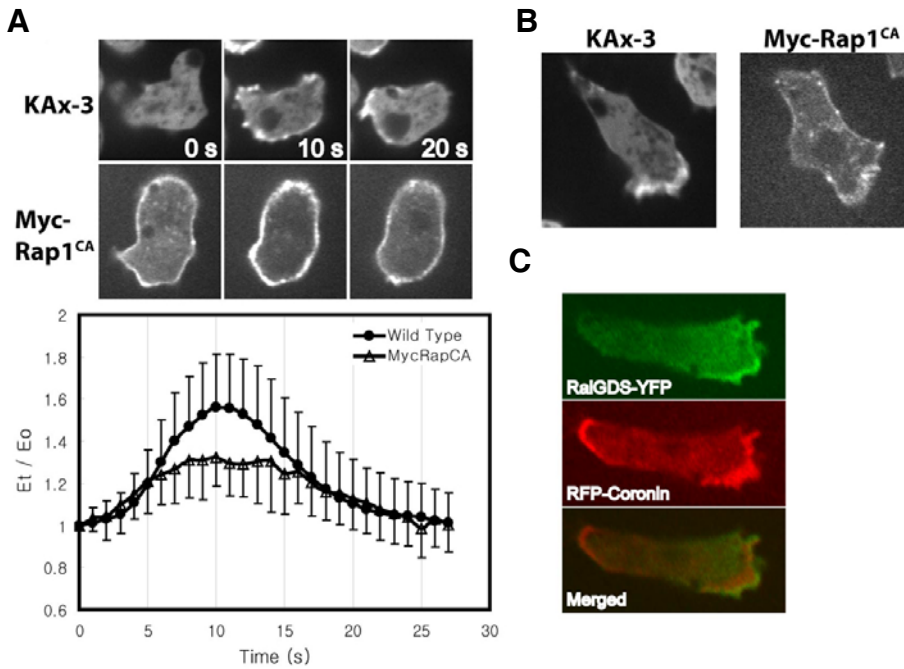 A
KAx-3
0 s
10 s
20 s
Myc-
Rap1CA
2
1.8
1.6
1.4
1.2
1
0.8
0.6
Et / Eo
Wild Type
MycRapCA
0
5
10
15
20
25
30
Time (s)
B
KAx-3
Myc-Rap1CA
C
RalGDS-YFP
RFP-Coronin
Merged